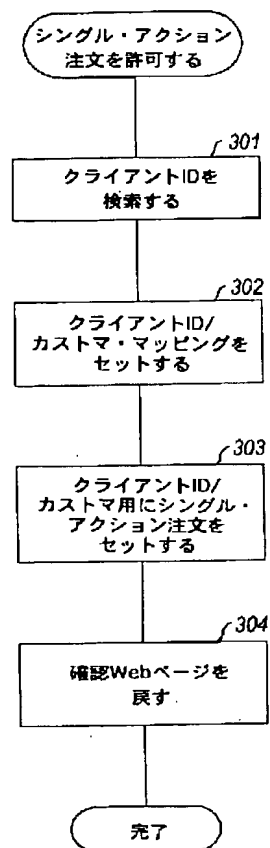 シングル・アクション
注文を許可する
301
クライアントIDを
検索する
302
クライアントID/
カストマ・マッピングを
セットする
303
クライアントID/
カストマ用にシングル・
アクション注文を
セットする
304
確認Webページを
戻す
完了